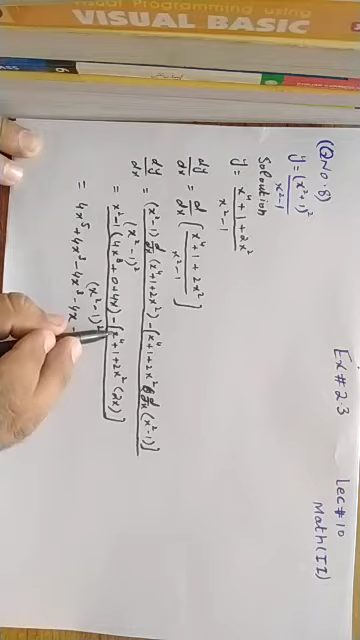 Visual Programming using
VISUAL BASIC
6
Ex # 2.3
Lec # 10
Math (II)
(QNo.8)
y = (x²+1)²
x²-1
Solution
y = x⁴+1+2x²
x²-1
dy/dx = d/dx [x⁴+1+2x²
x²-1]
dy/dx = (x²-1) d/dx (x⁴+1+2x²) - [x⁴+1+2x² d/dx (x²-1)]
(x²-1)²
= x²-1 (4x³+0+4x) - [x⁴+1+2x² (2x)]
(x²-1)²
= 4x⁵+4x³-4x³-4x-